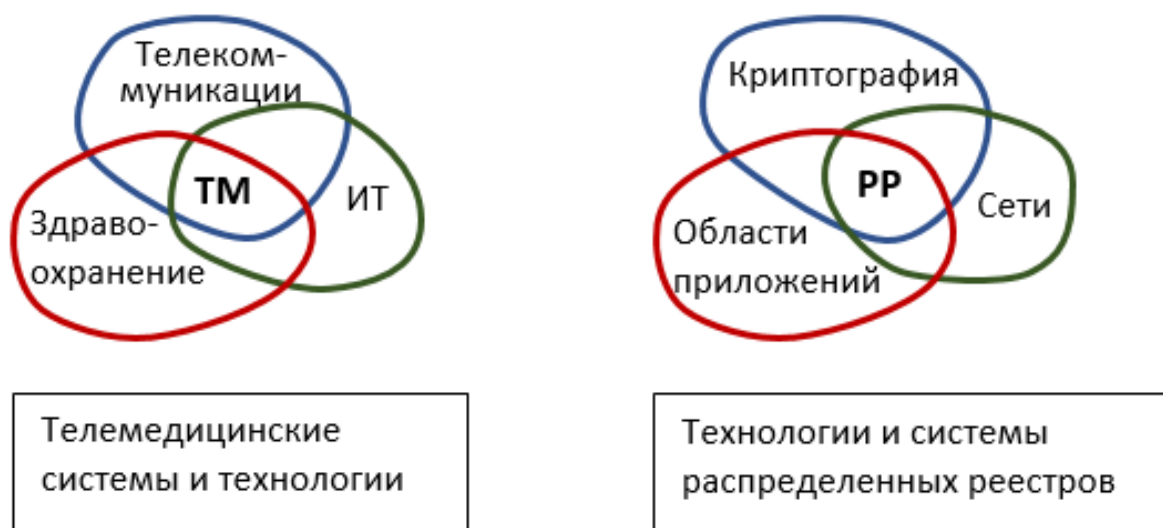 Телеком-
муникации
ТМ
ИТ
Здраво-
охранение
Криптография
РР
Сети
Области
приложений
Телемедицинские
системы и технологии
Технологии и системы
распределенных реестров